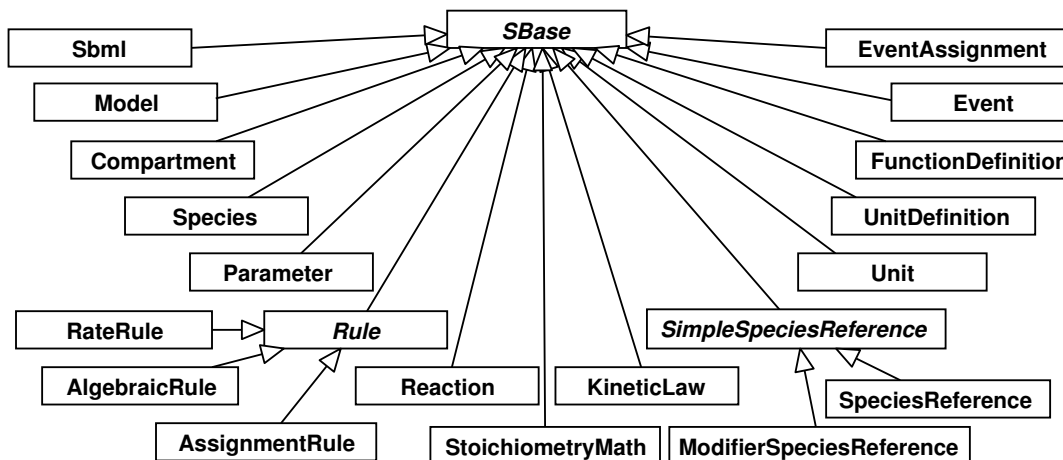 SBase
Sbml
EventAssignment
Model
Event
Compartment
FunctionDefinition
Species
UnitDefinition
Parameter
Unit
RateRule
Rule
SimpleSpeciesReference
AlgebraicRule
Reaction
KineticLaw
SpeciesReference
AssignmentRule
StoichiometryMath
ModifierSpeciesReference